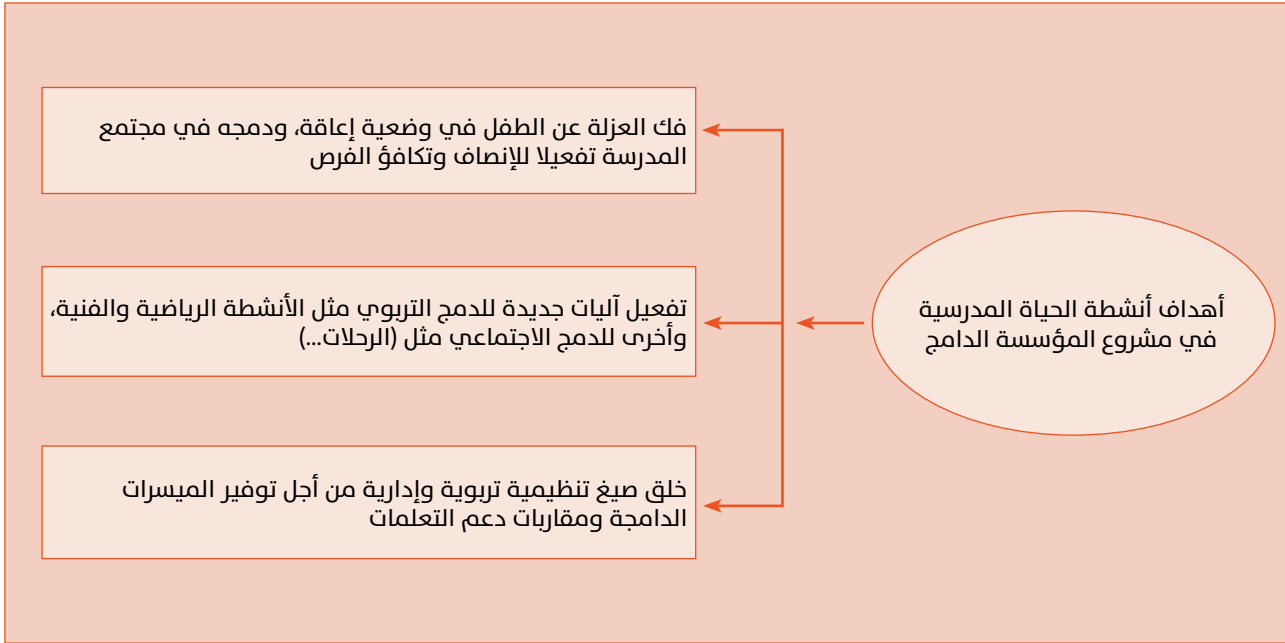 أهداف أنشطة الحياة المدرسية
في مشروع المؤسسة الدامج
فك العزلة عن الطفل في وضعية إعاقة، ودمجه في مجتمع
المدرسة تفعيلا للإنصاف وتكافؤ الفرص
تفعيل آليات جديدة للدمج التربوي مثل الأنشطة الرياضية والفنية،
وأخرى للدمج الاجتماعي مثل (الرحلات...)
خلق صيغ تنظيمية تربوية وإدارية من أجل توفير الميسرات
الدامجة ومقاربات دعم التعلمات